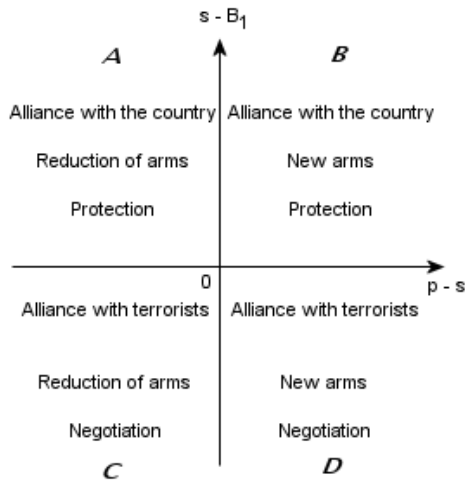 s - B1
A B
Alliance with the country Alliance with the country
Reduction of arms New arms
Protection Protection
0 p - s
Alliance with terrorists Alliance with terrorists
Reduction of arms New arms
Negotiation Negotiation
C D